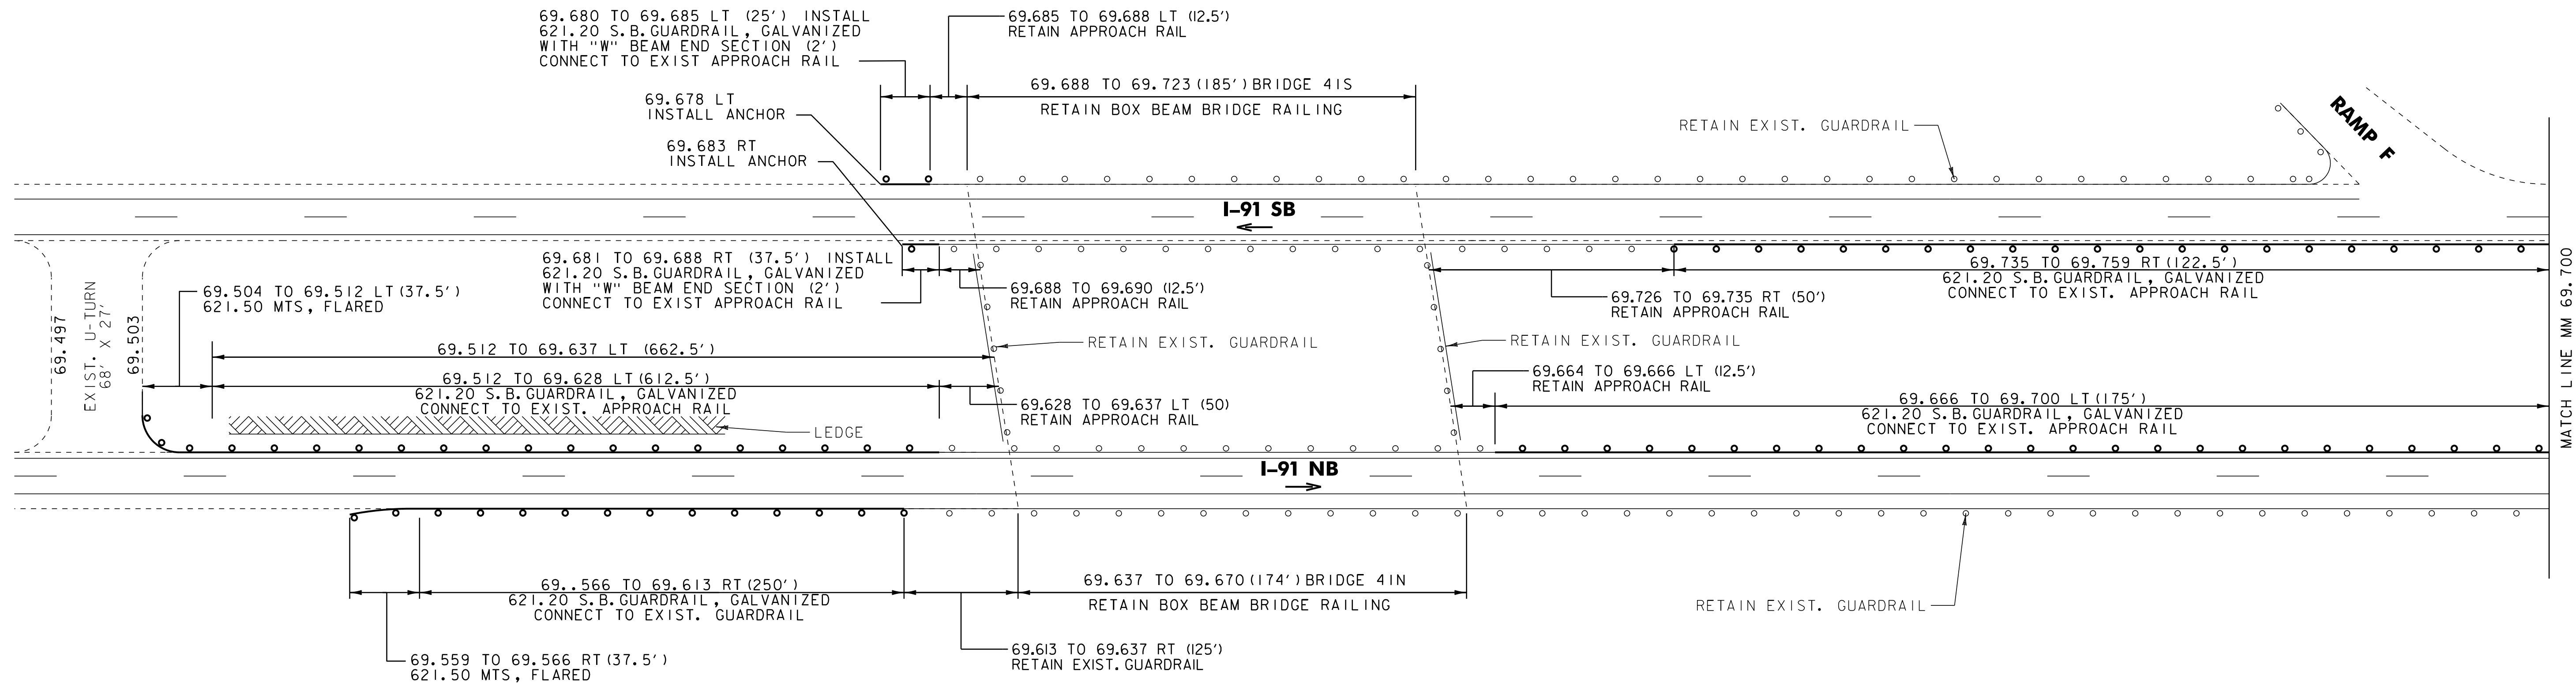 69.680 TO 69.685 LT (25') INSTALL
621.20 S.B. GUARDRAIL, GALVANIZED
WITH "W" BEAM END SECTION (2')
CONNECT TO EXIST APPROACH RAIL
69.685 TO 69.688 LT (12.5')
RETAIN APPROACH RAIL
69.688 TO 69.723 (185') BRIDGE 41S
RETAIN BOX BEAM BRIDGE RAILING
69.678 LT
INSTALL ANCHOR
69.683 RT
INSTALL ANCHOR
RETAIN EXIST. GUARDRAIL
RAMP F
I-91 SB
69.681 TO 69.688 RT (37.5') INSTALL
621.20 S.B. GUARDRAIL, GALVANIZED
WITH "W" BEAM END SECTION (2')
CONNECT TO EXIST APPROACH RAIL
69.688 TO 69.690 (12.5')
RETAIN APPROACH RAIL
69.726 TO 69.735 RT (50')
RETAIN APPROACH RAIL
69.735 TO 69.759 RT (122.5')
621.20 S.B. GUARDRAIL, GALVANIZED
CONNECT TO EXIST. APPROACH RAIL
MATCH LINE MM 69.700
69.497
EXIST. U-TURN
68' X 27'
69.503
69.504 TO 69.512 LT (37.5')
621.50 MTS, FLARED
69.512 TO 69.637 LT (662.5')
69.512 TO 69.628 LT (612.5')
621.20 S.B. GUARDRAIL, GALVANIZED
CONNECT TO EXIST. APPROACH RAIL
LEDGE
RETAIN EXIST. GUARDRAIL
69.628 TO 69.637 LT (50)
RETAIN APPROACH RAIL
RETAIN EXIST. GUARDRAIL
69.664 TO 69.666 LT (12.5')
RETAIN APPROACH RAIL
69.666 TO 69.700 LT (175')
621.20 S.B. GUARDRAIL, GALVANIZED
CONNECT TO EXIST. APPROACH RAIL
I-91 NB
69..566 TO 69.613 RT (250')
621.20 S.B. GUARDRAIL, GALVANIZED
CONNECT TO EXIST. GUARDRAIL
69.637 TO 69.670 (174') BRIDGE 41N
RETAIN BOX BEAM BRIDGE RAILING
RETAIN EXIST. GUARDRAIL
69.559 TO 69.566 RT (37.5')
621.50 MTS, FLARED
69.613 TO 69.637 RT (125')
RETAIN EXIST. GUARDRAIL